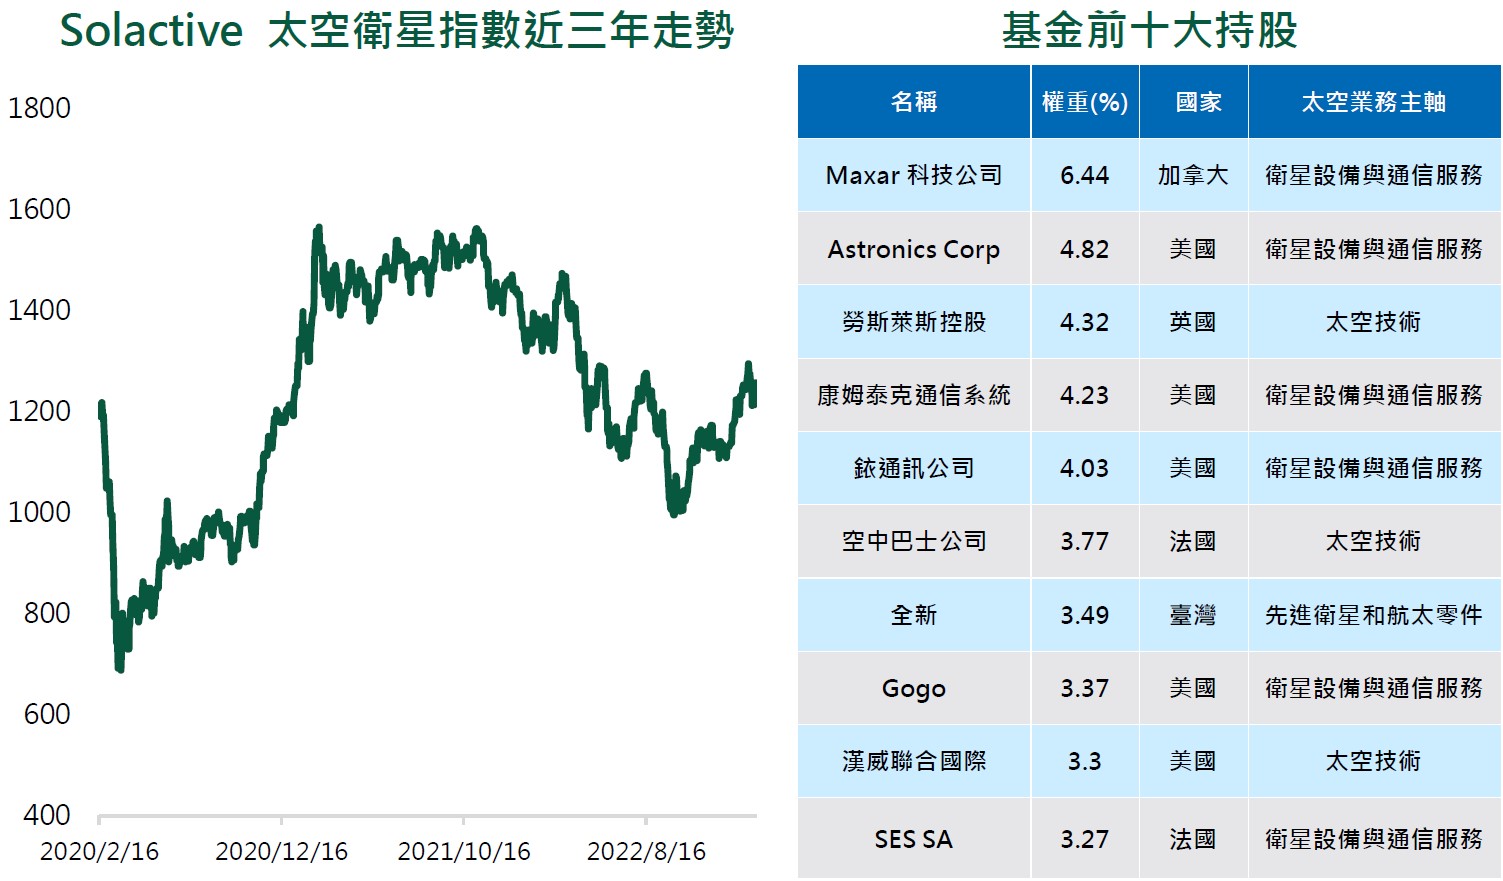 Solactive 太空衛星指數近三年走勢
1800
1600
1400
1200
1000
800
600
400
2020/2/16 2020/12/16 2021/10/16 2022/8/16
基金前十大持股
名稱 權重(%) 國家 太空業務主軸
Maxar 科技公司 6.44 加拿大 衛星設備與通信服務
Astronics Corp 4.82 美國 衛星設備與通信服務
勞斯萊斯控股 4.32 英國 太空技術
康姆泰克通信系統 4.23 美國 衛星設備與通信服務
銥通訊公司 4.03 美國 衛星設備與通信服務
空中巴士公司 3.77 法國 太空技術
全新 3.49 臺灣 先進衛星和航太零件
Gogo 3.37 美國 衛星設備與通信服務
漢威聯合國際 3.3 美國 太空技術
SES SA 3.27 法國 衛星設備與通信服務